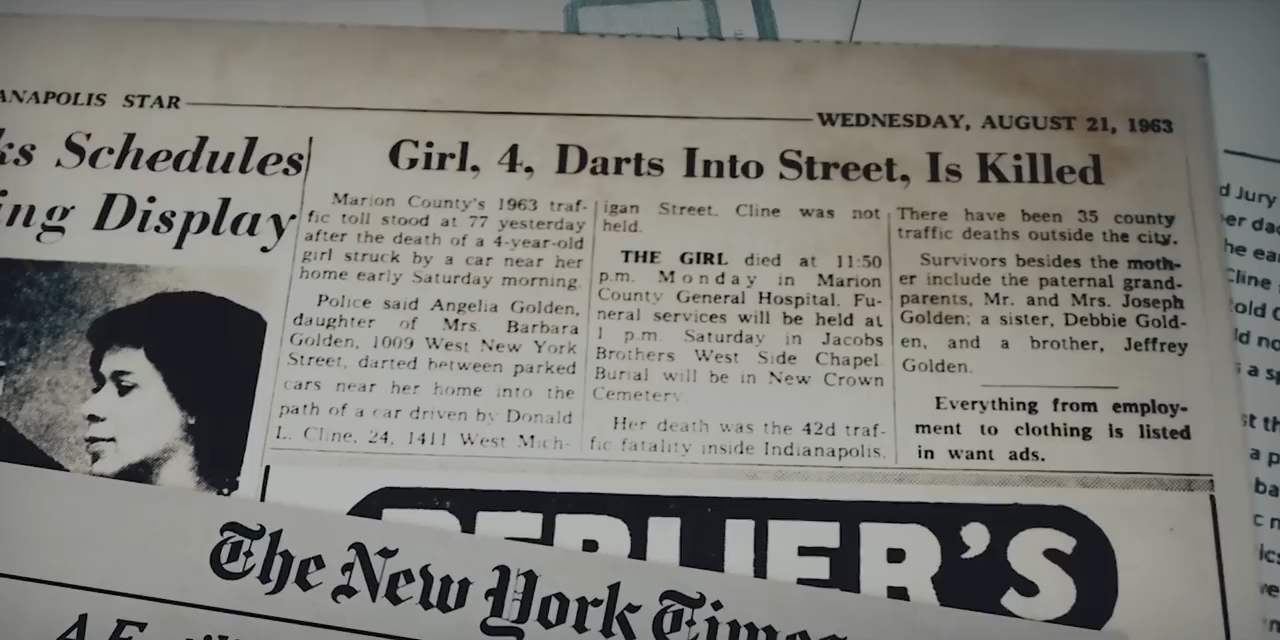 ANAPOLIS STAR
WEDNESDAY, AUGUST 21, 1963
ks Schedules
ing Display
Girl, 4, Darts Into Street, Is Killed
Marion County's 1963 traf-
fic toll stood at 77 yesterday
after the death of a 4-year-old
girl struck by a car near her
home early Saturday morning.
Police said Angelia Golden,
daughter of Mrs. Barbara
Golden, 1009 West New York
Street, darted between parked
cars near her home into the
path of a car driven by Donald
L. Cline, 24, 1411 West Mich-
igan Street. Cline was not
held.
THE GIRL died at 11:50
p.m. Monday in Marion
County General Hospital. Fu-
neral services will be held at
1 p.m. Saturday in Jacobs
Brothers West Side Chapel.
Burial will be in New Crown
Cemetery.
Her death was the 42d traf-
fic fatality inside Indianapolis.
There have been 35 county
traffic deaths outside the city.
Survivors besides the moth-
er include the paternal grand-
parents, Mr. and Mrs. Joseph
Golden; a sister, Debbie Gold-
en, and a brother, Jeffrey
Golden.
Everything from employ-
ment to clothing is listed
in want ads.
The New York Times
d Jury
he ea
Cline
told